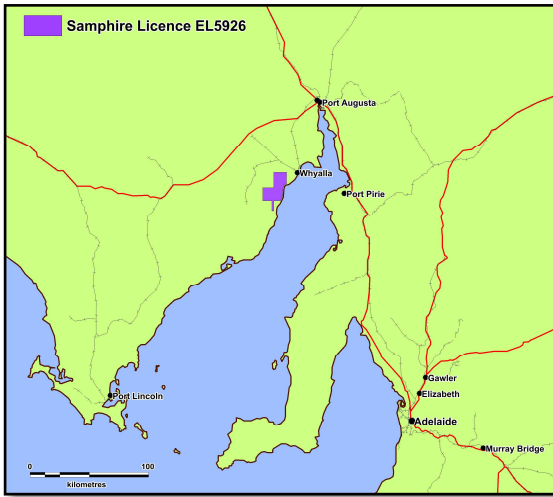 Samphire Licence EL5926
Port Augusta
Whyalla
Port Pirie
Gawler
Elizabeth
Port Lincoln
Adelaide
Murray Bridge
0 100
kilometres